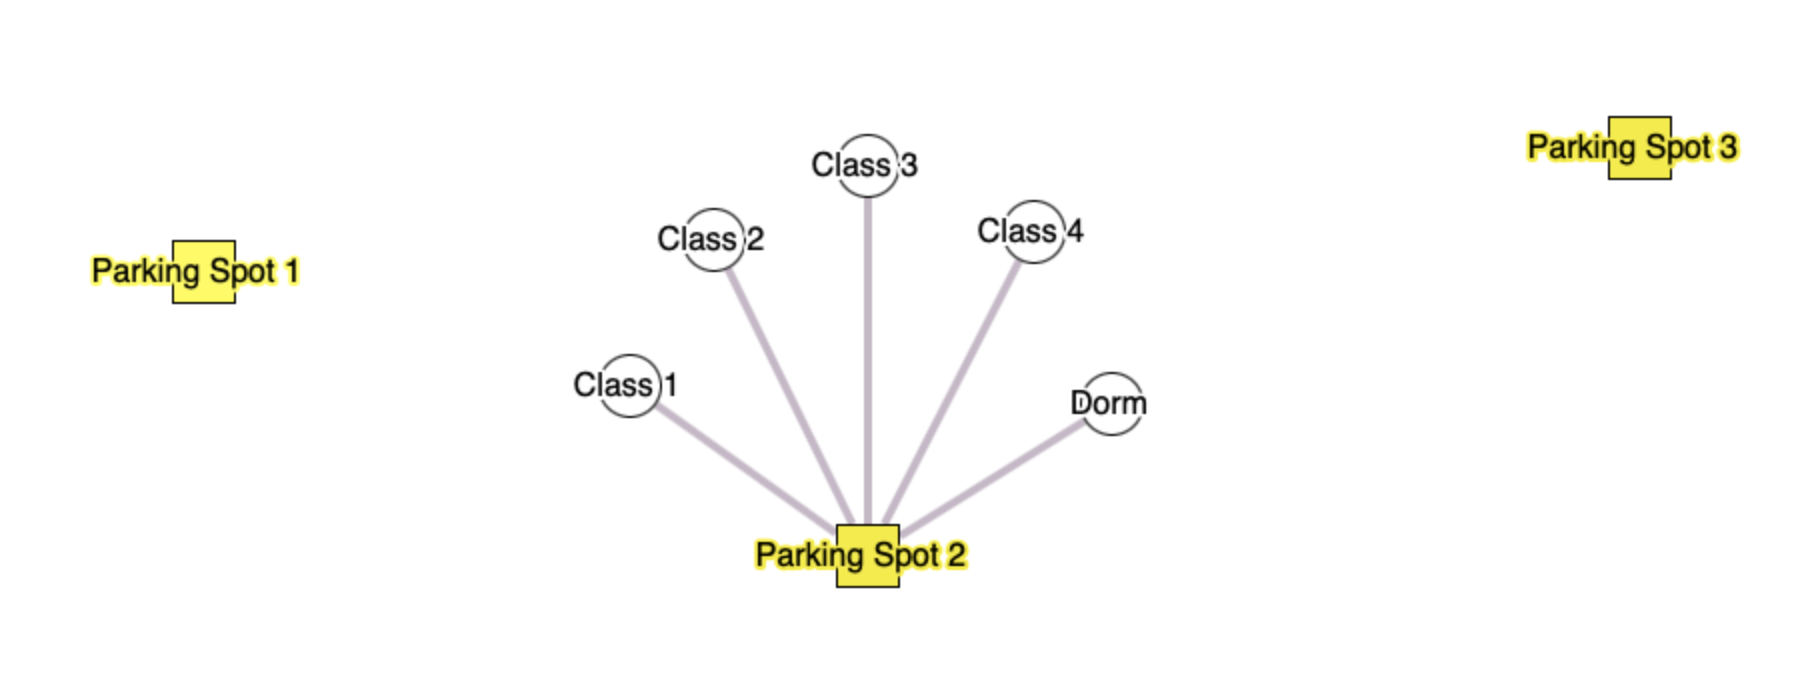 Parking Spot 3
Class 3
Class 2
Class 4
Parking Spot 1
Class 1
Dorm
Parking Spot 2